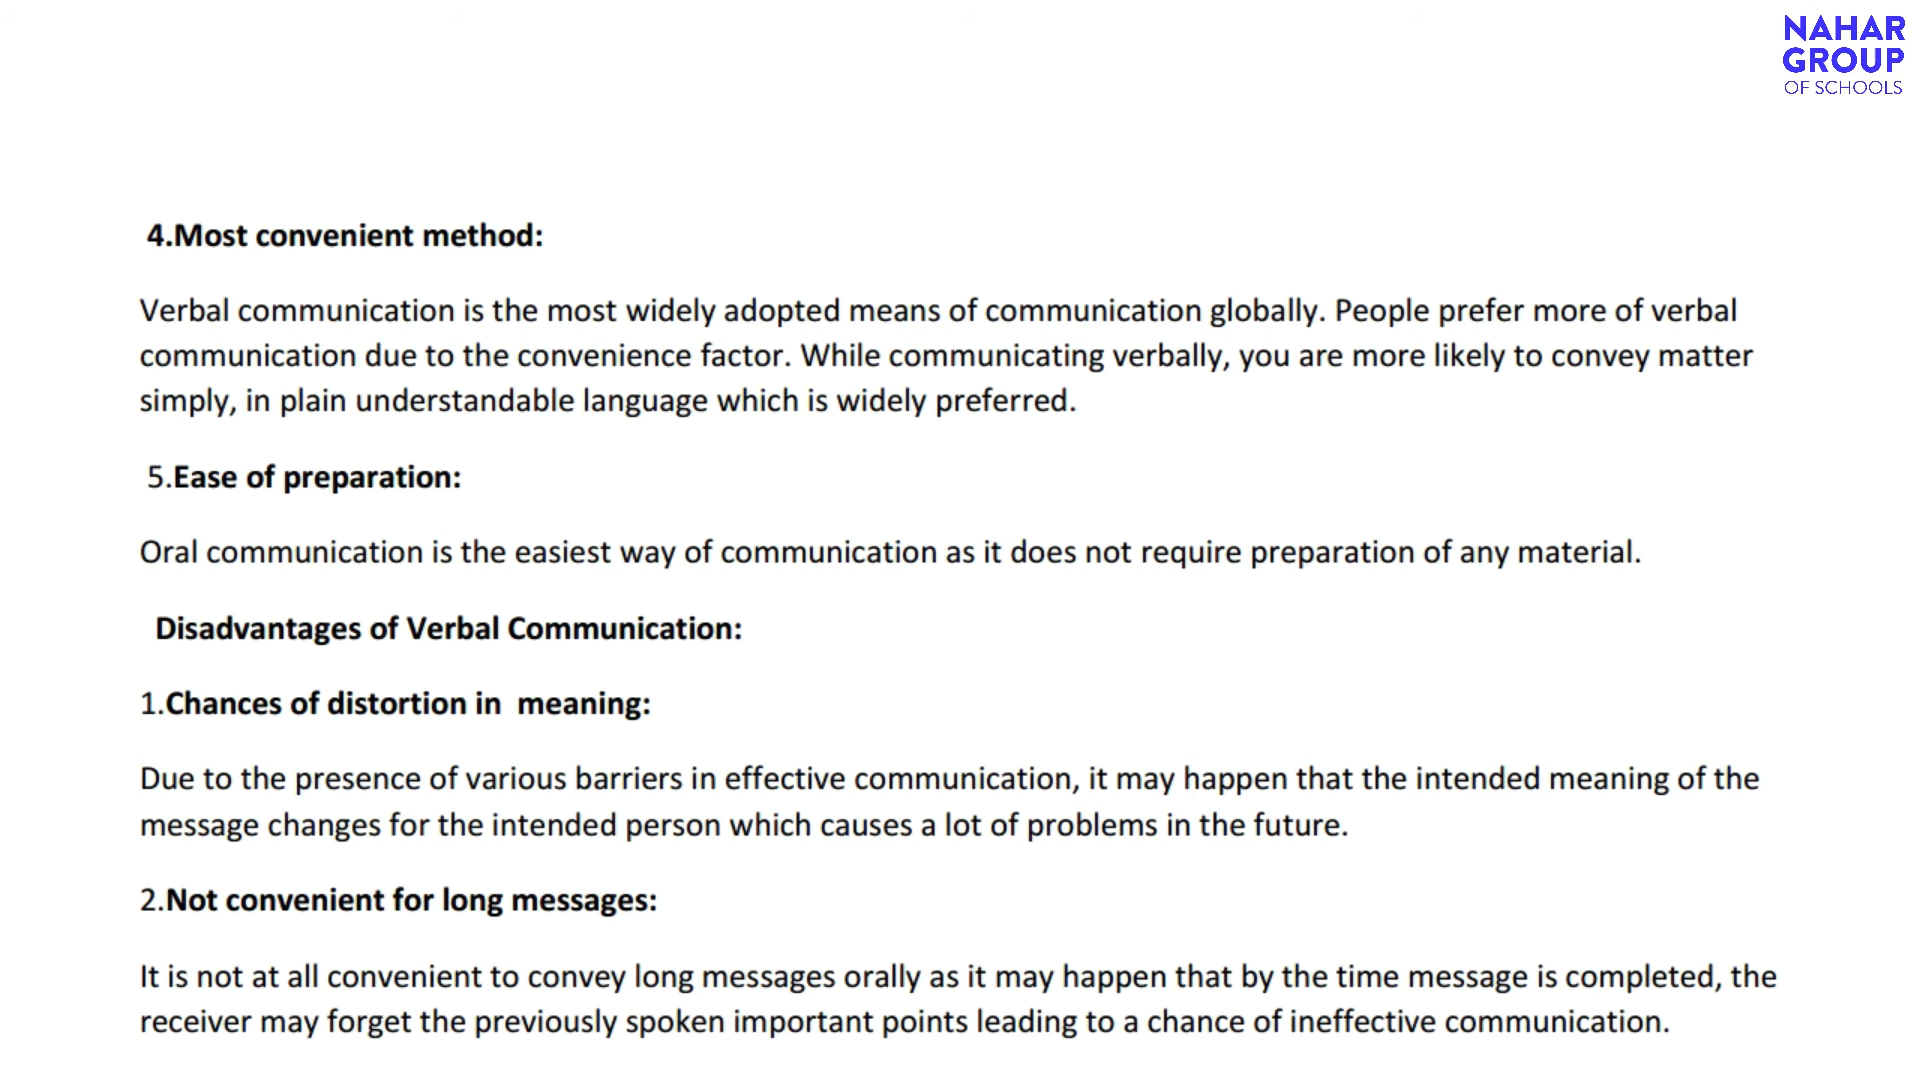 NAHAR
GROUP
OF SCHOOLS
4.Most convenient method:
Verbal communication is the most widely adopted means of communication globally. People prefer more of verbal
communication due to the convenience factor. While communicating verbally, you are more likely to convey matter
simply, in plain understandable language which is widely preferred.
5.Ease of preparation:
Oral communication is the easiest way of communication as it does not require preparation of any material.
Disadvantages of Verbal Communication:
1.Chances of distortion in  meaning:
Due to the presence of various barriers in effective communication, it may happen that the intended meaning of the
message changes for the intended person which causes a lot of problems in the future.
2.Not convenient for long messages:
It is not at all convenient to convey long messages orally as it may happen that by the time message is completed, the
receiver may forget the previously spoken important points leading to a chance of ineffective communication.